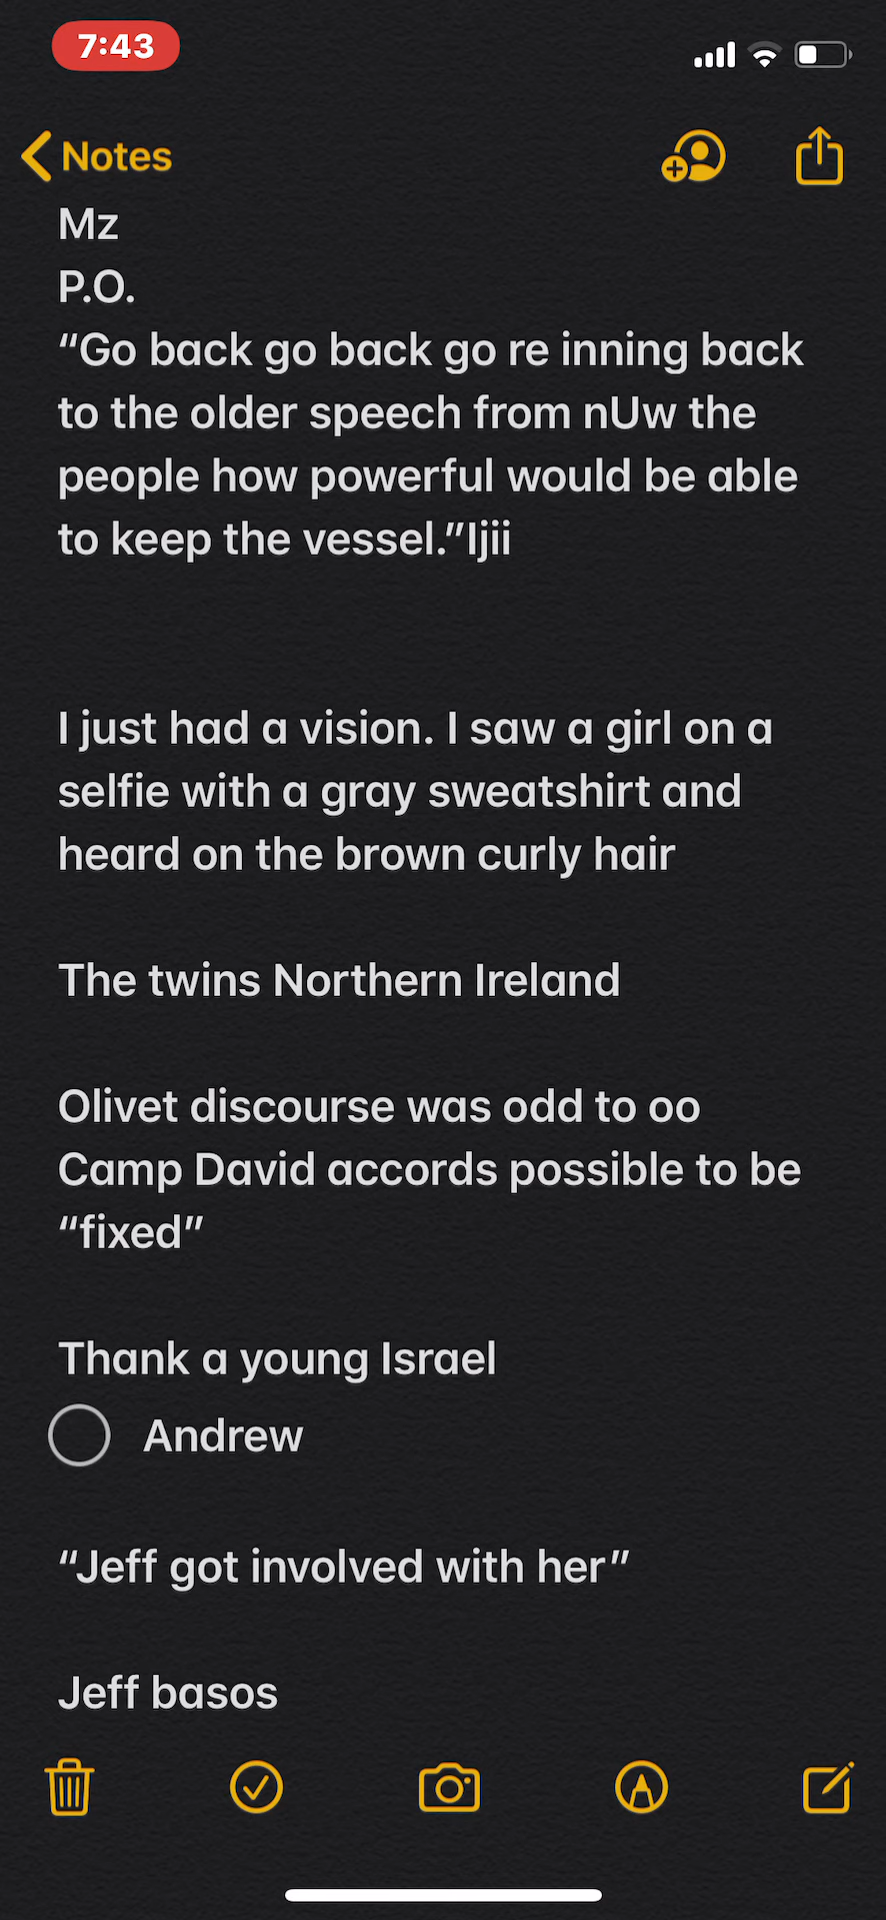 7:43
Notes
Mz
P.O.
“Go back go back go re inning back
to the older speech from nUw the
people how powerful would be able
to keep the vessel.”Ijii
I just had a vision. I saw a girl on a
selfie with a gray sweatshirt and
heard on the brown curly hair
The twins Northern Ireland
Olivet discourse was odd to oo
Camp David accords possible to be
“fixed”
Thank a young Israel
Andrew
“Jeff got involved with her”
Jeff basos